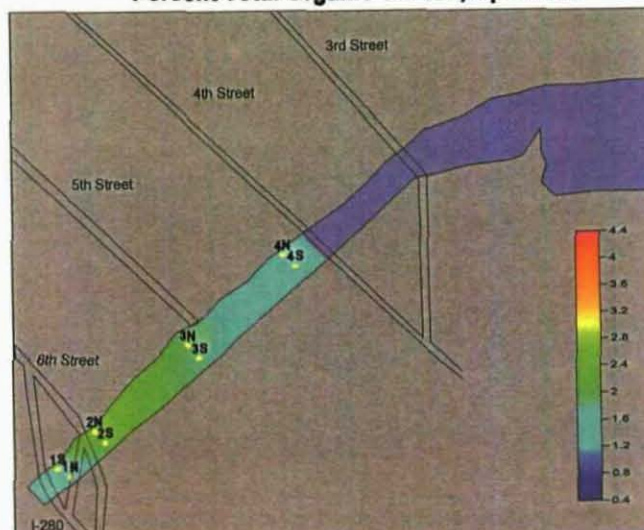 3rd Street
4th Street
5th Street
4N
4S
3N
3S
6th Street
2N
2S
1S
1N
I-280
4.4
4
3.6
3.2
2.8
2.4
2
1.6
1.2
0.8
0.4